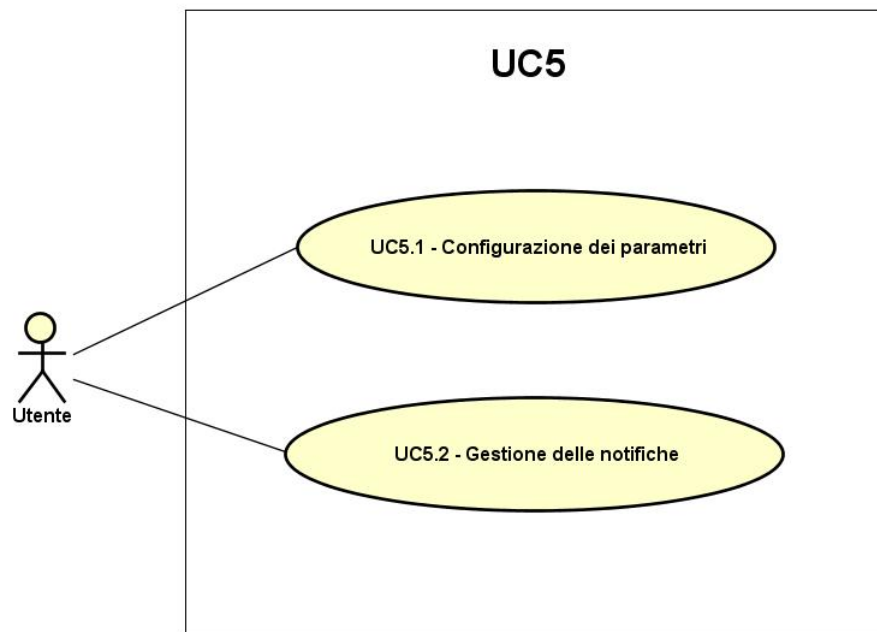 UC5
UC5.1 - Configurazione dei parametri
Utente
UC5.2 - Gestione delle notifiche